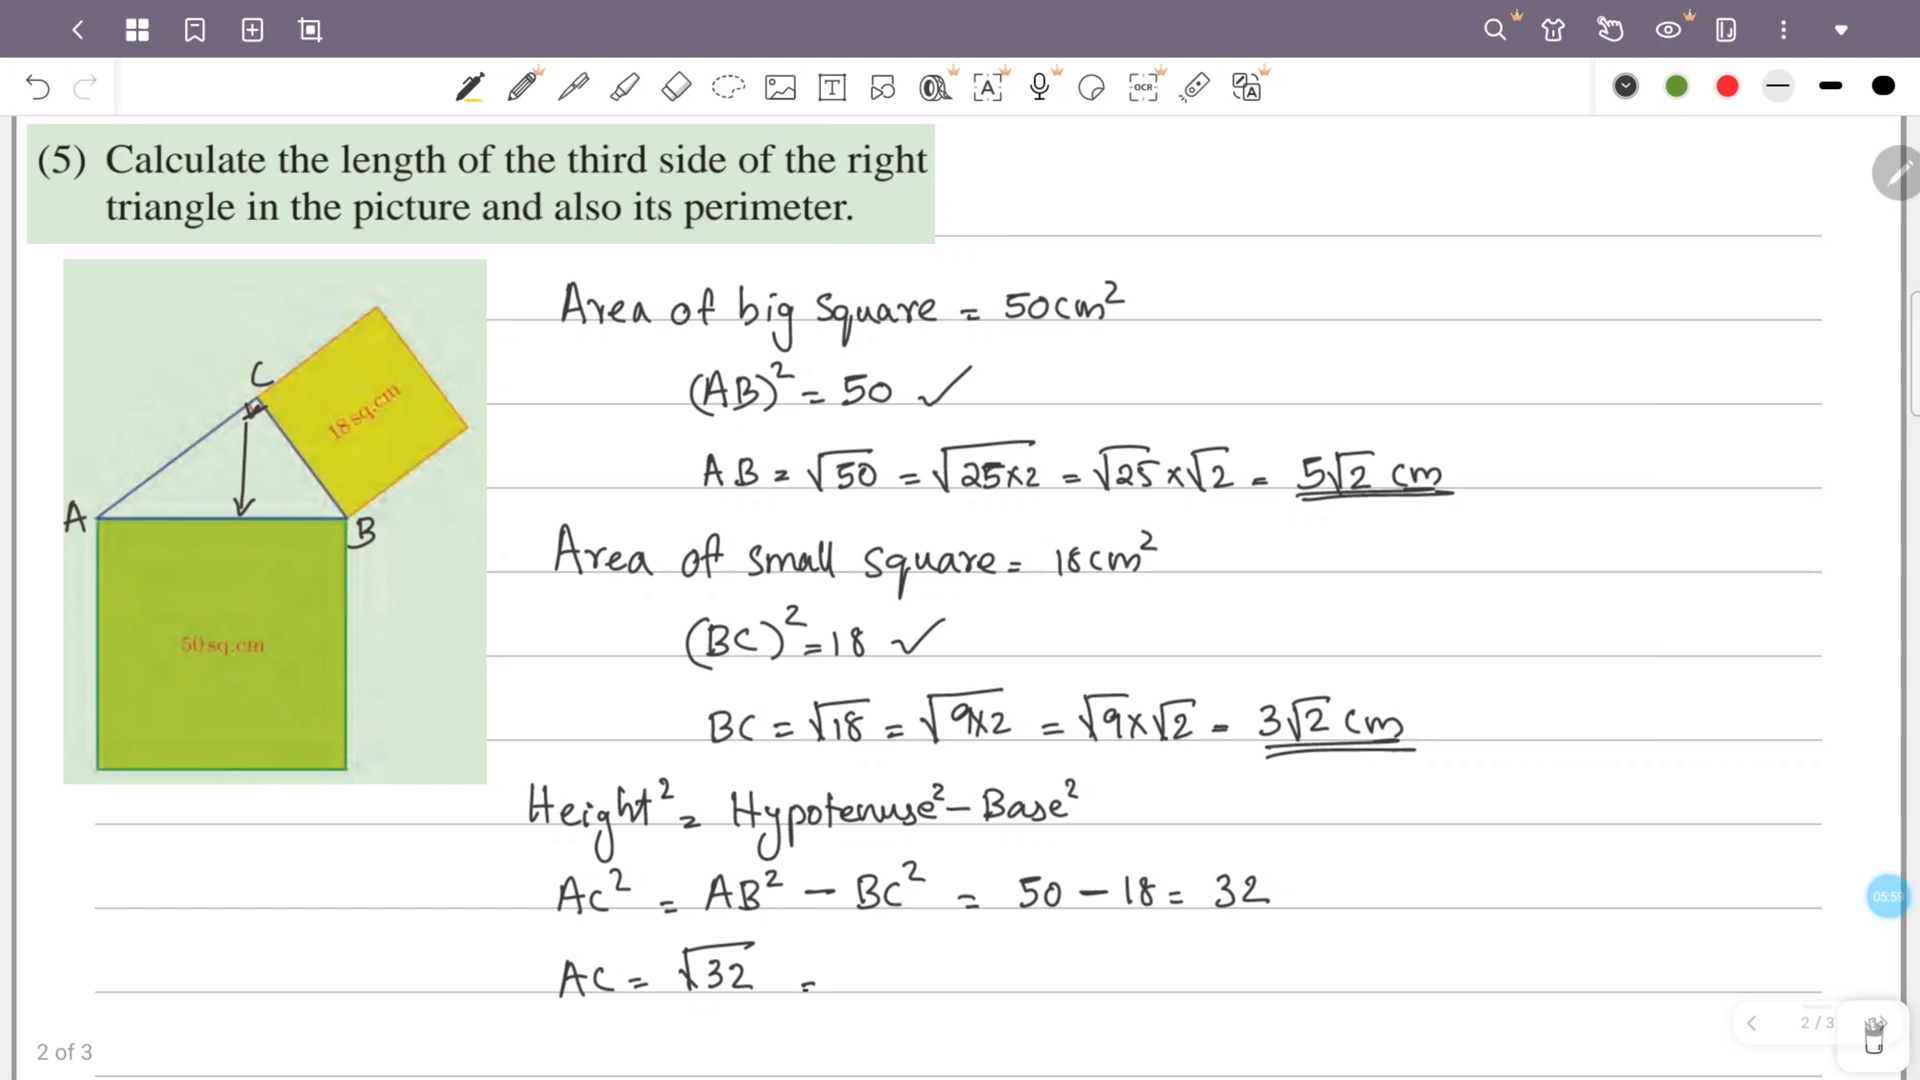 (5) Calculate the length of the third side of the right
triangle in the picture and also its perimeter.
Area of big square = 50cm²
(AB)² = 50 ✓
AB = √50 = √25×2 = √25 × √2 = 5√2 cm
Area of small square = 18cm²
(BC)² = 18 ✓
BC = √18 = √9×2 = √9 × √2 = 3√2 cm
Height² = Hypotenuse² – Base²
AC² = AB² – BC² = 50 – 18 = 32
AC = √32 =
C
18 sq.cm
A
B
50 sq.cm
T
A
OCR
A
05:59
2 / 3
2 of 3